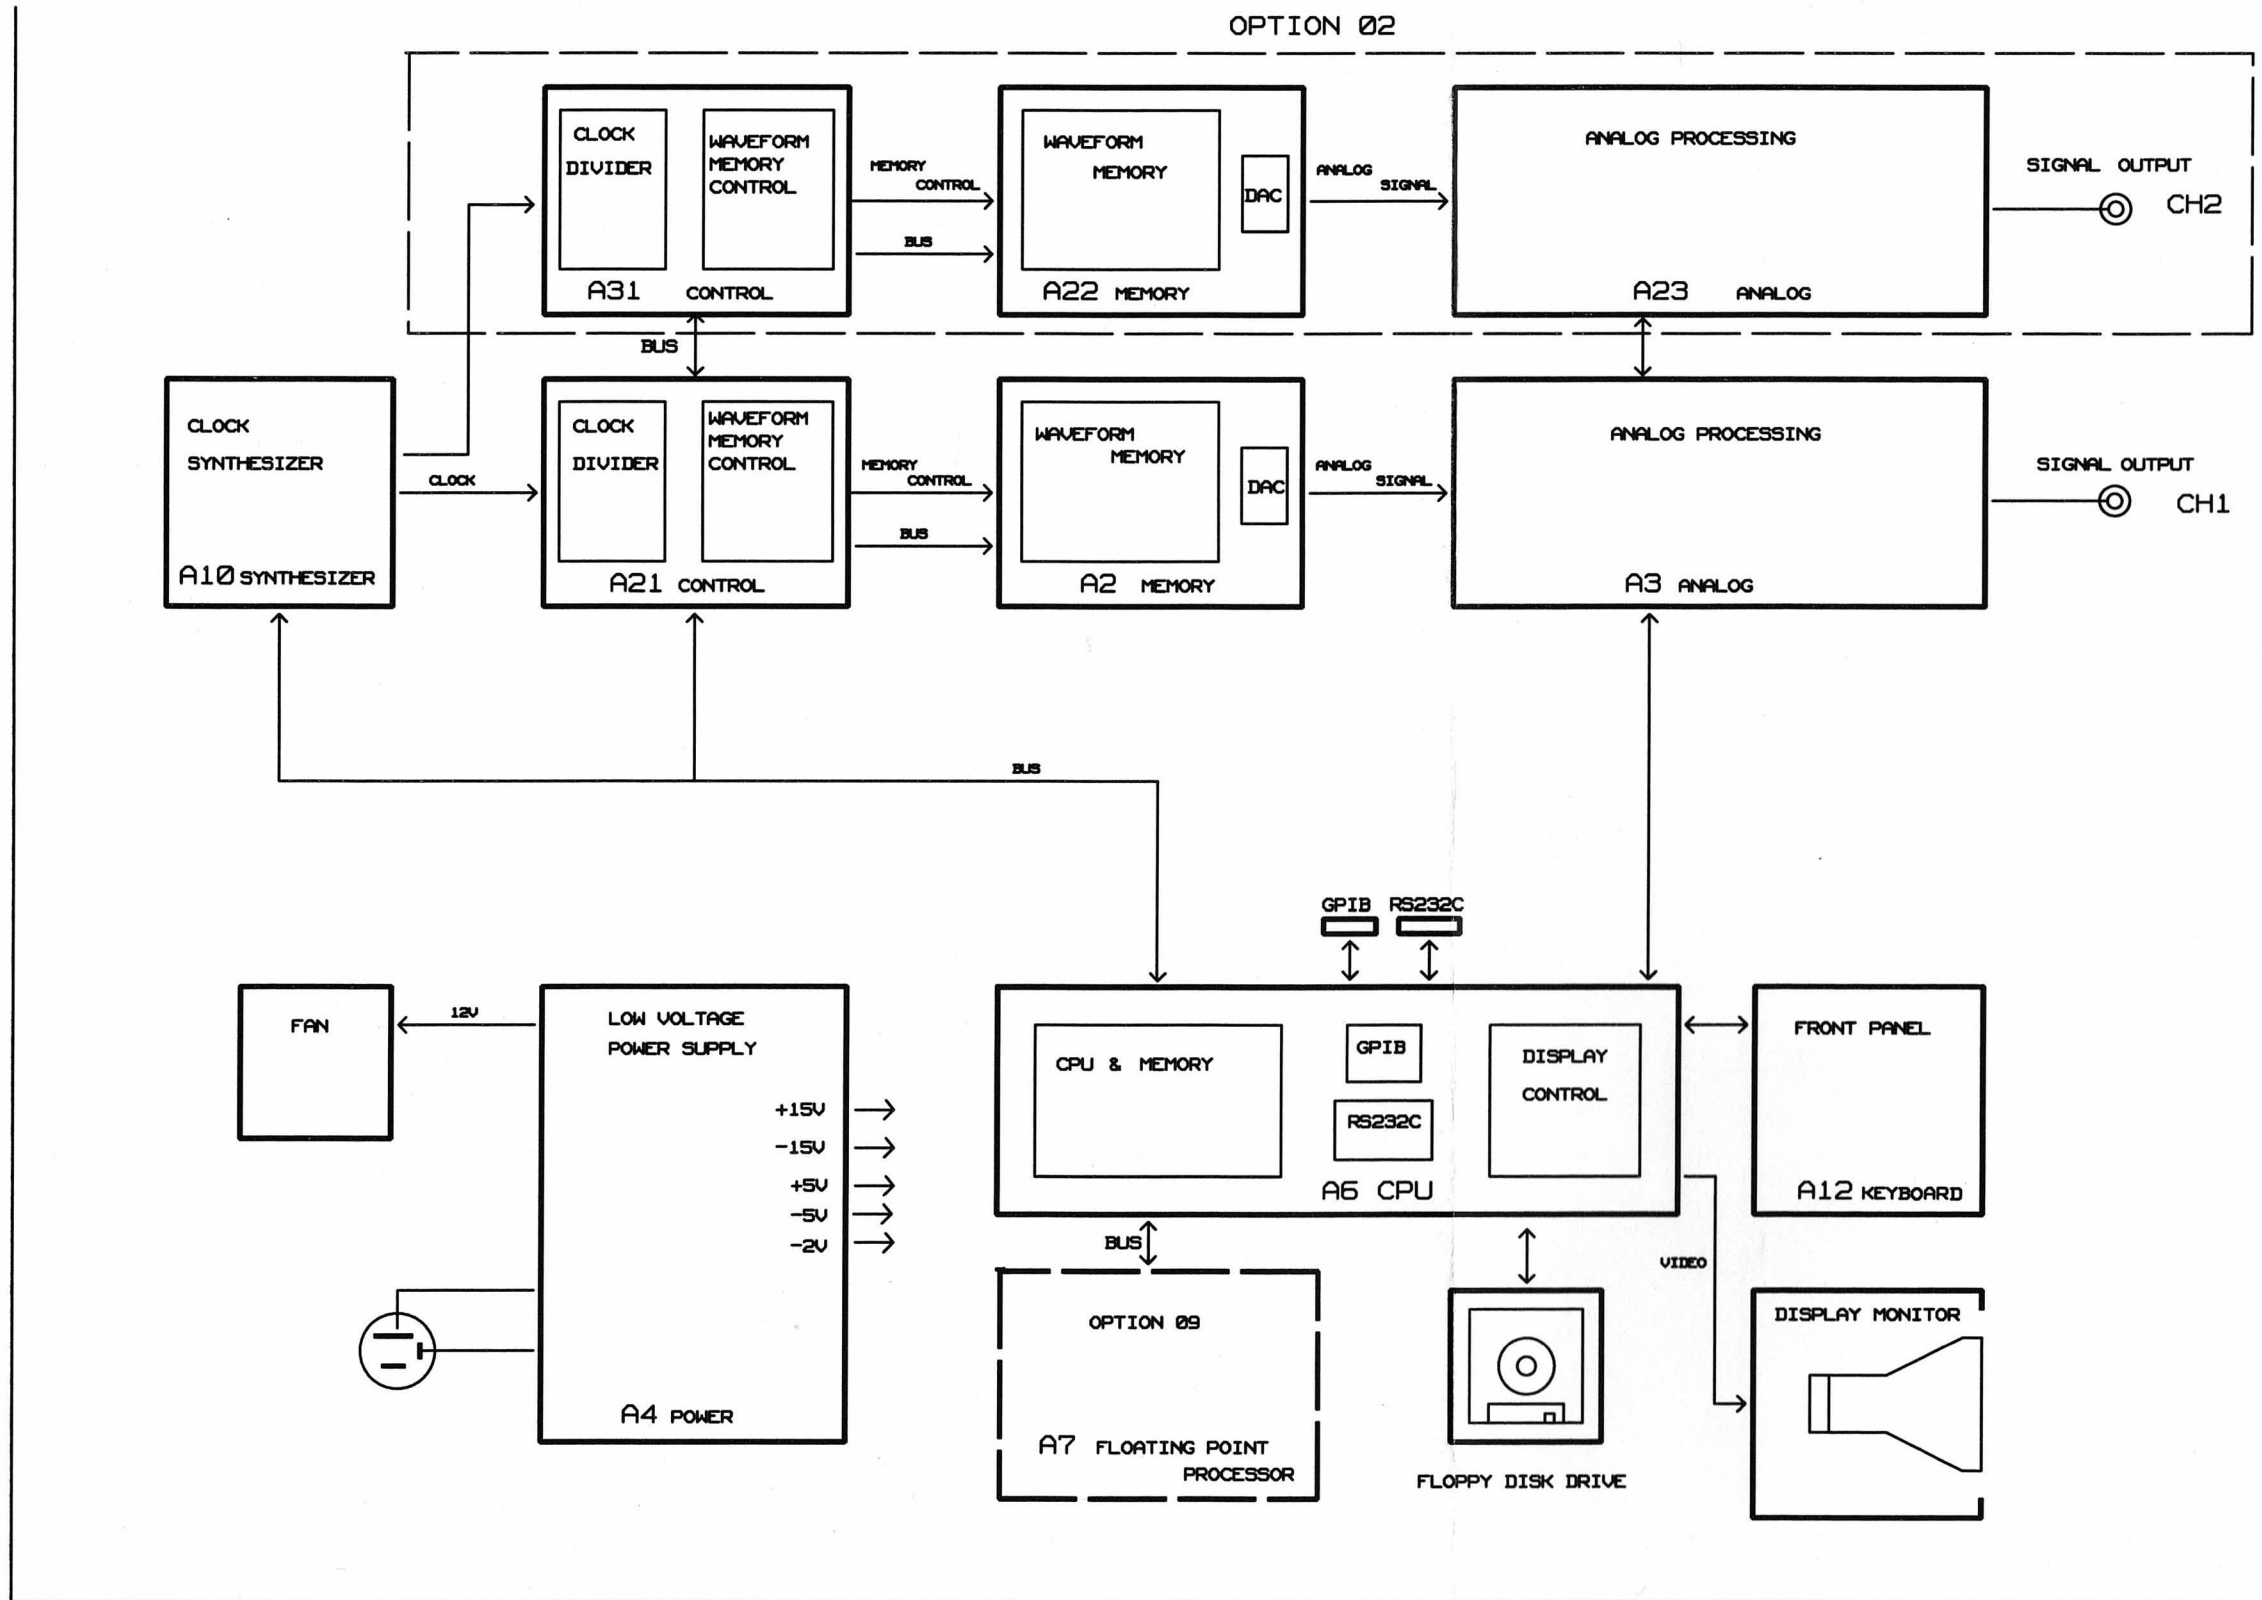 OPTION 02
CLOCK
DIVIDER
WAVEFORM
MEMORY
CONTROL
A31 CONTROL
MEMORY
CONTROL
BUS
WAVEFORM
MEMORY
DAC
A22 MEMORY
ANALOG
SIGNAL
ANALOG PROCESSING
A23 ANALOG
SIGNAL OUTPUT
CH2
BUS
CLOCK
SYNTHESIZER
A10 SYNTHESIZER
CLOCK
CLOCK
DIVIDER
WAVEFORM
MEMORY
CONTROL
A21 CONTROL
MEMORY
CONTROL
BUS
WAVEFORM
MEMORY
DAC
A2 MEMORY
ANALOG
SIGNAL
ANALOG PROCESSING
A3 ANALOG
SIGNAL OUTPUT
CH1
BUS
GPIB RS232C
FAN
12V
LOW VOLTAGE
POWER SUPPLY
+15V
-15V
+5V
-5V
-2V
A4 POWER
CPU & MEMORY
GPIB
RS232C
DISPLAY
CONTROL
A6 CPU
FRONT PANEL
A12 KEYBOARD
BUS
VIDEO
OPTION 09
A7 FLOATING POINT
PROCESSOR
FLOPPY DISK DRIVE
DISPLAY MONITOR